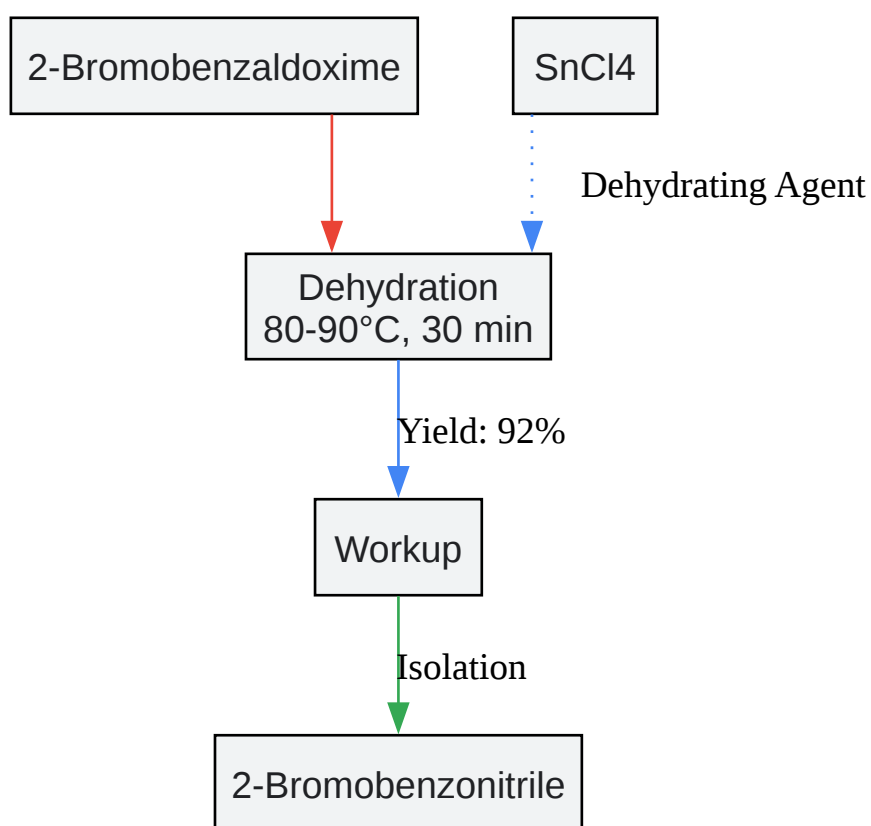 2-Bromobenzaldoxime
SnCl4
Dehydrating Agent
Dehydration
80-90°C, 30 min
Yield: 92%
Workup
Isolation
2-Bromobenzonitrile